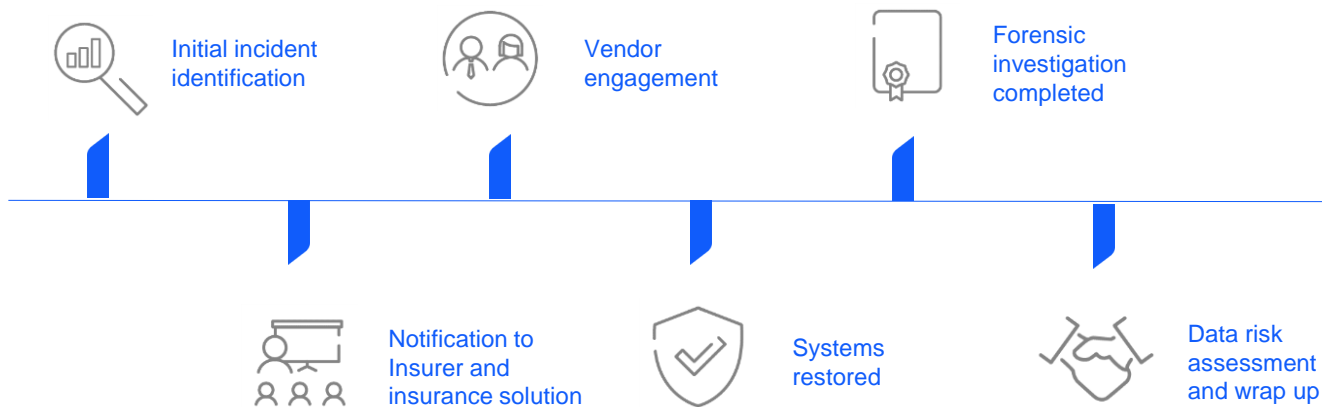 Initial incident
identification
Vendor
engagement
Forensic
investigation
completed
Notification to
Insurer and
insurance solution
Systems
restored
Data risk
assessment
and wrap up